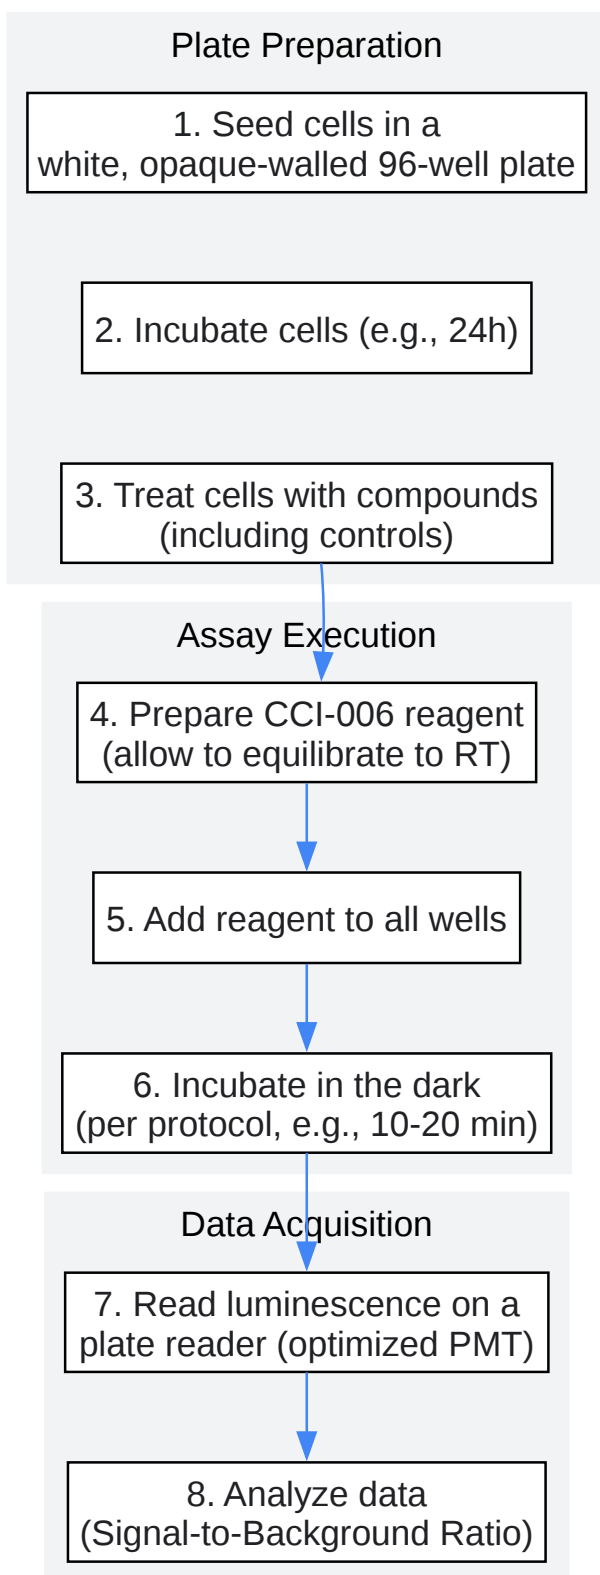 Plate Preparation
1. Seed cells in a
white, opaque-walled 96-well plate
2. Incubate cells (e.g., 24h)
3. Treat cells with compounds
(including controls)
Assay Execution
4. Prepare CCI-006 reagent
(allow to equilibrate to RT)
5. Add reagent to all wells
6. Incubate in the dark
(per protocol, e.g., 10-20 min)
Data Acquisition
7. Read luminescence on a
plate reader (optimized PMT)
8. Analyze data
(Signal-to-Background Ratio)